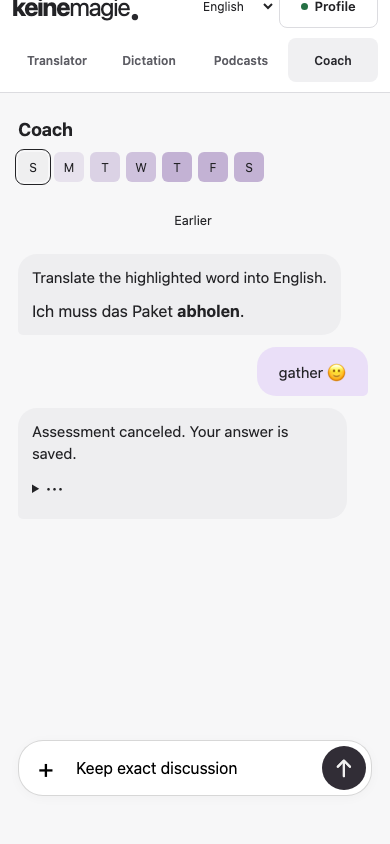 keinemagie.
English
Profile
Translator
Dictation
Podcasts
Coach
Coach
S
M
T
W
T
F
S
Earlier
Translate the highlighted word into English.
Ich muss das Paket abholen.
gather 🙂
Assessment canceled. Your answer is
saved.
...
+
Keep exact discussion